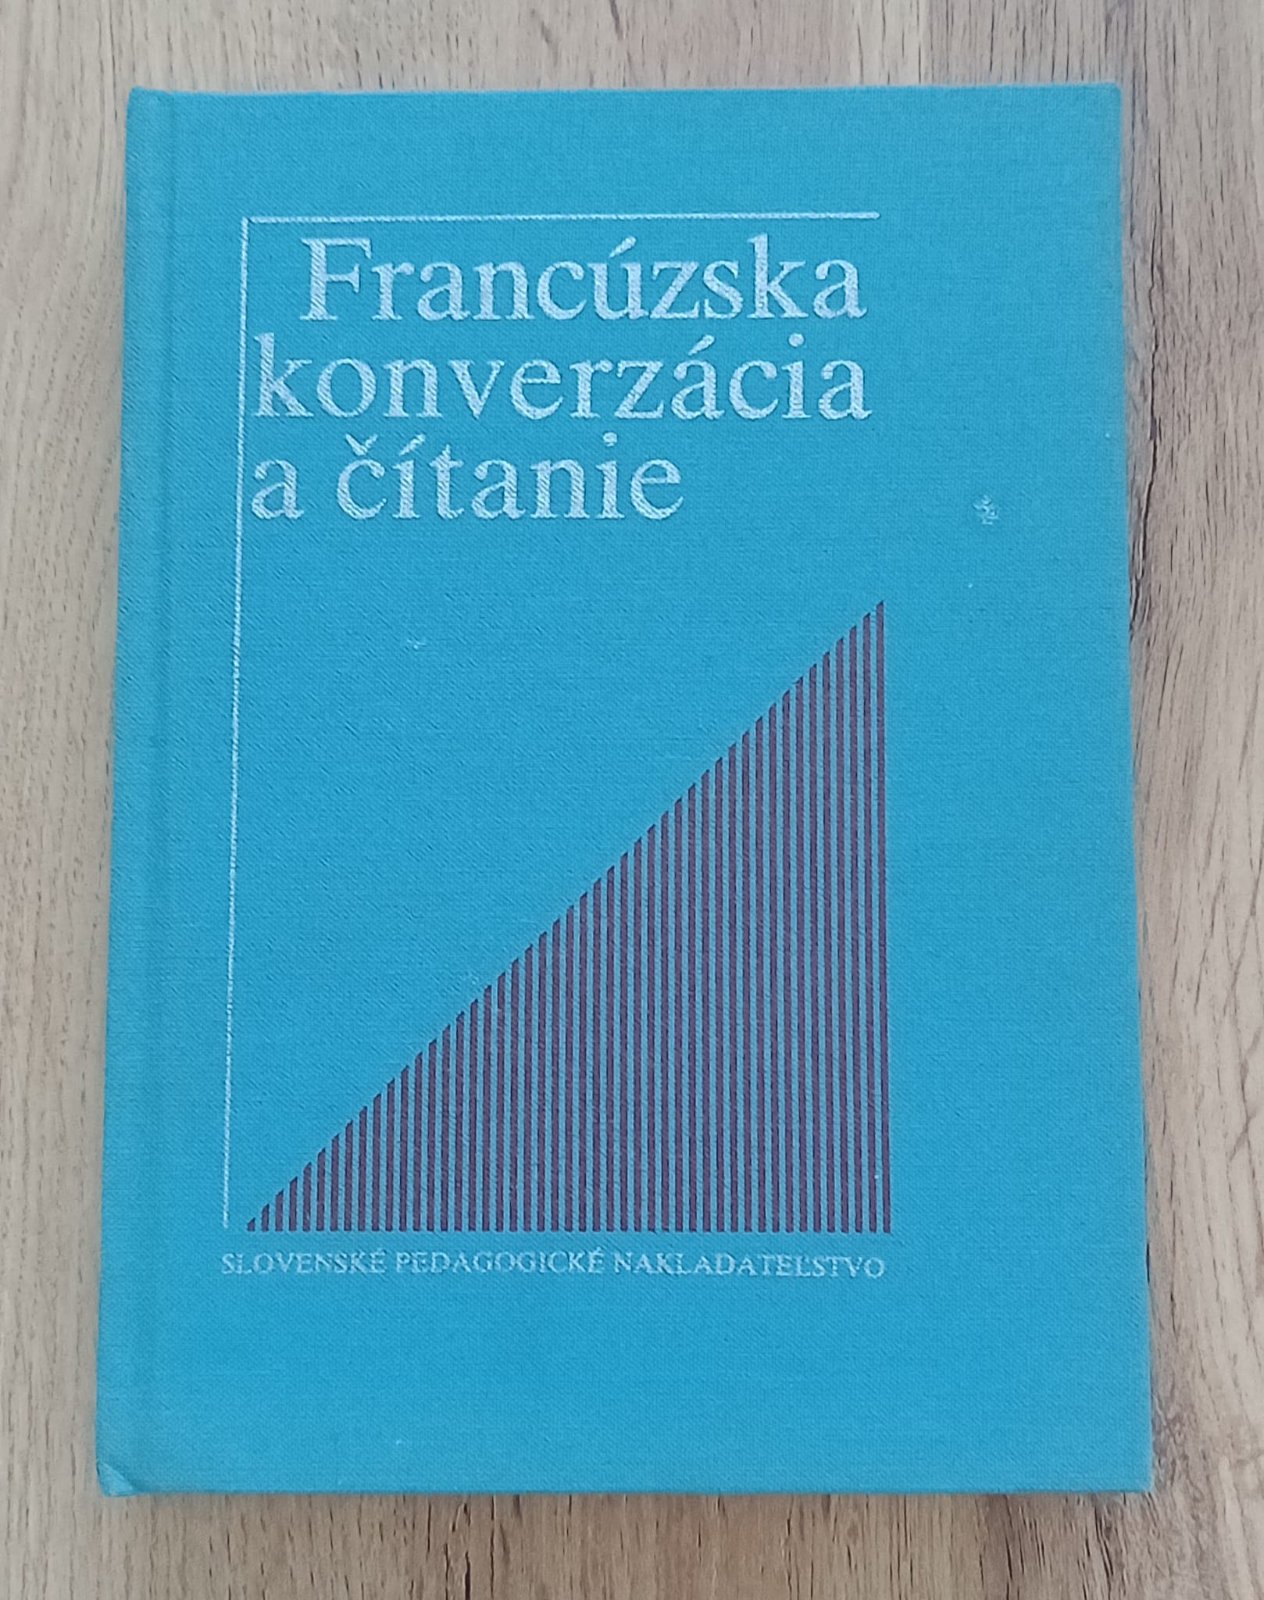 Francúzska
konverzácia
a čítanie
SLOVENSKÉ PEDAGOGICKÉ NAKLADATEĽSTVO